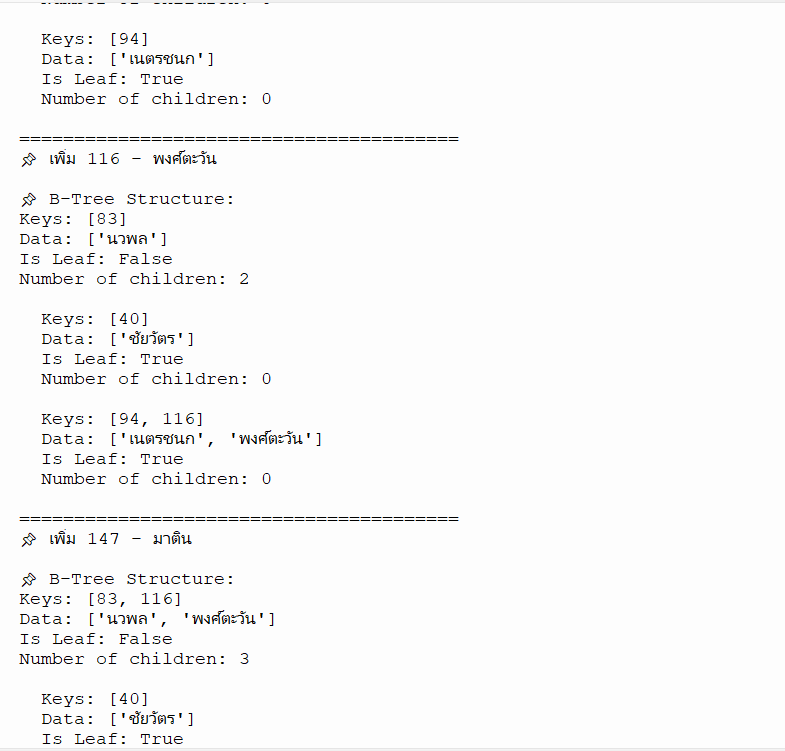 Keys: [94]
Data: ['เนตรชนก']
Is Leaf: True
Number of children: 0
========================================
📌 เพิ่ม 116 - พงศ์ตะวัน
📌 B-Tree Structure:
Keys: [83]
Data: ['นวพล']
Is Leaf: False
Number of children: 2
Keys: [40]
Data: ['ชัยวัตร']
Is Leaf: True
Number of children: 0
Keys: [94, 116]
Data: ['เนตรชนก', 'พงศ์ตะวัน']
Is Leaf: True
Number of children: 0
========================================
📌 เพิ่ม 147 - มาติน
📌 B-Tree Structure:
Keys: [83, 116]
Data: ['นวพล', 'พงศ์ตะวัน']
Is Leaf: False
Number of children: 3
Keys: [40]
Data: ['ชัยวัตร']
Is Leaf: True